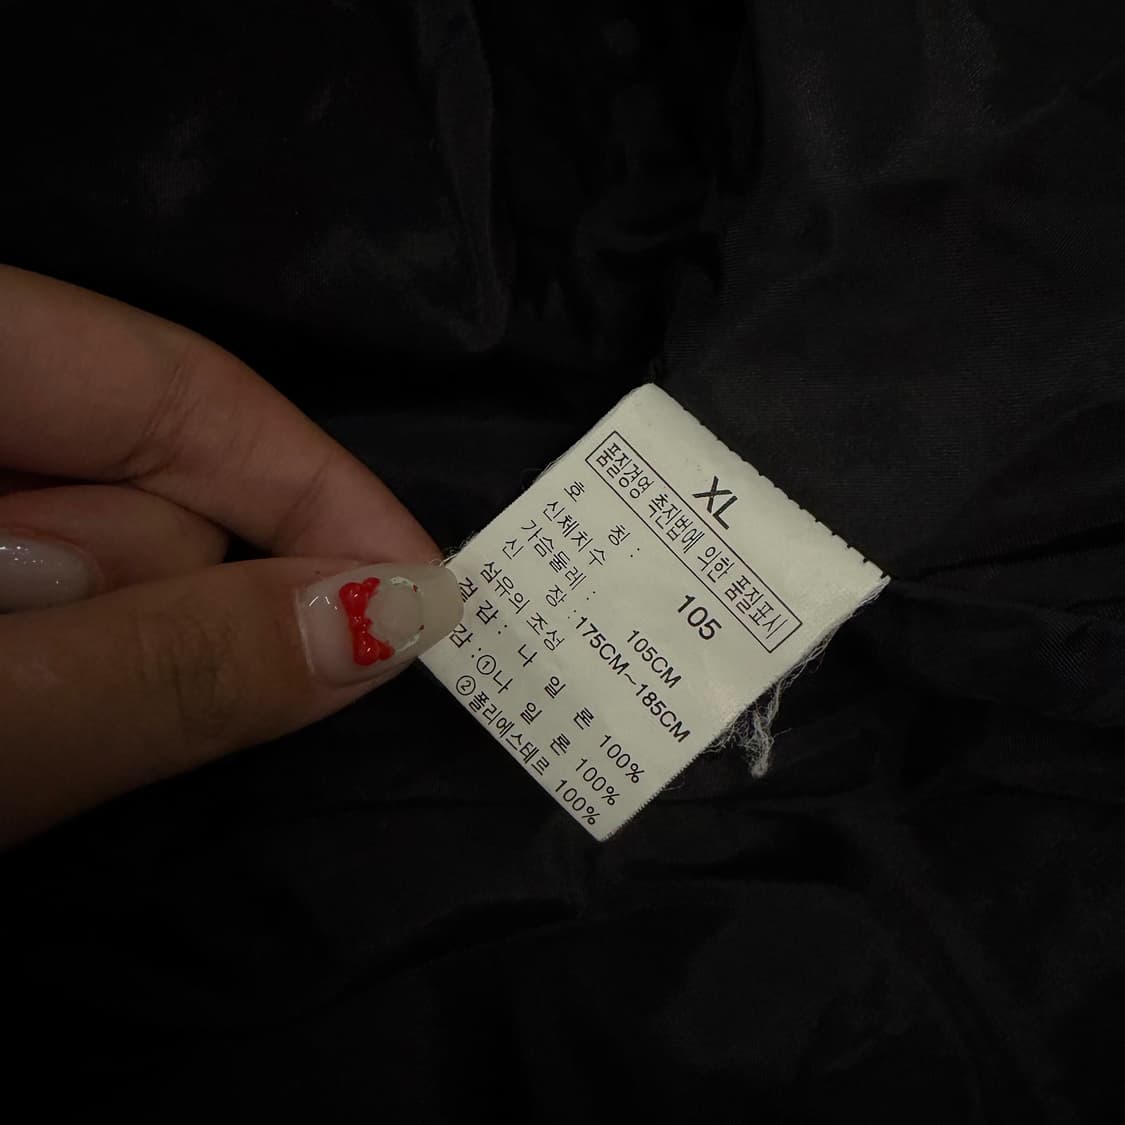 XL
품질경영 촉진법에 의한 품질표시
호 칭 : 105
신체치수
가슴둘레 : 105CM
신 장 : 175CM~185CM
섬유의 조성
겉감 : 나 일 론 100%
감 : ①나 일 론 100%
②폴리에스테르 100%